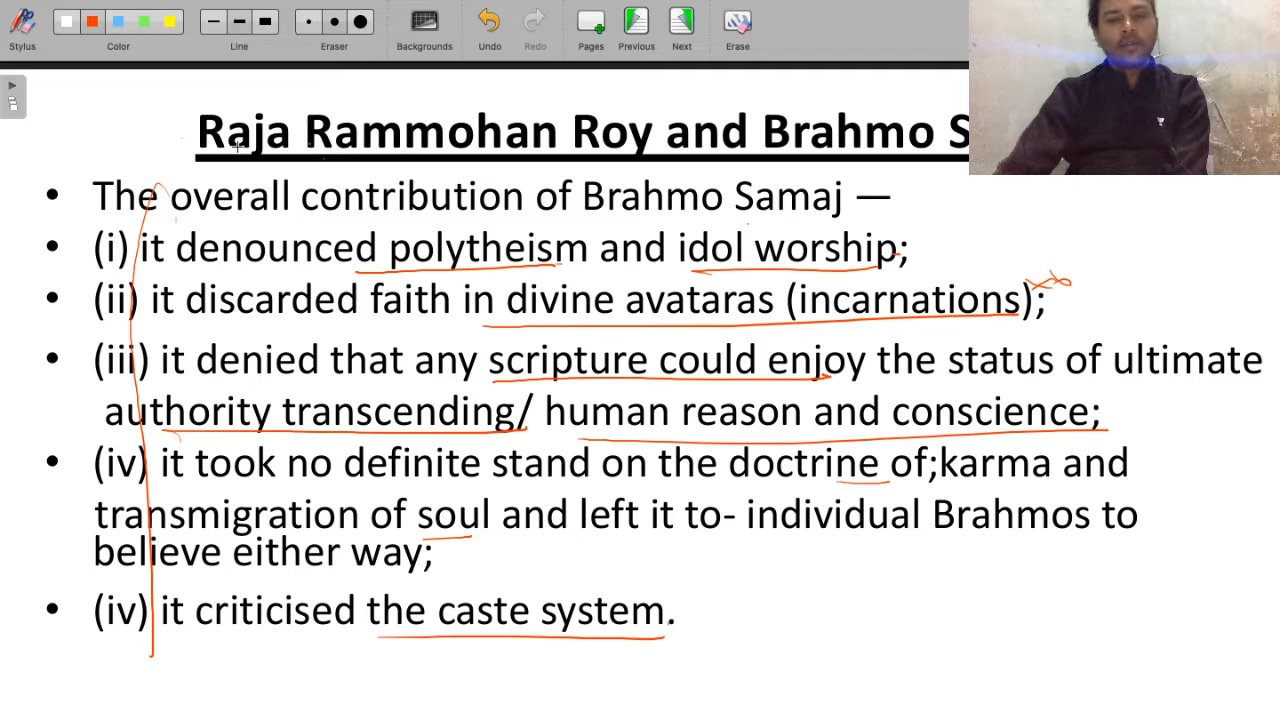 Stylus Color Line Eraser Backgrounds Undo Redo Pages Previous Next Erase
Raja Rammohan Roy and Brahmo S
• The overall contribution of Brahmo Samaj —
• (i) it denounced polytheism and idol worship;
• (ii) it discarded faith in divine avataras (incarnations);
• (iii) it denied that any scripture could enjoy the status of ultimate
authority transcending/ human reason and conscience;
• (iv) it took no definite stand on the doctrine of;karma and
transmigration of soul and left it to- individual Brahmos to
believe either way;
• (iv) it criticised the caste system.